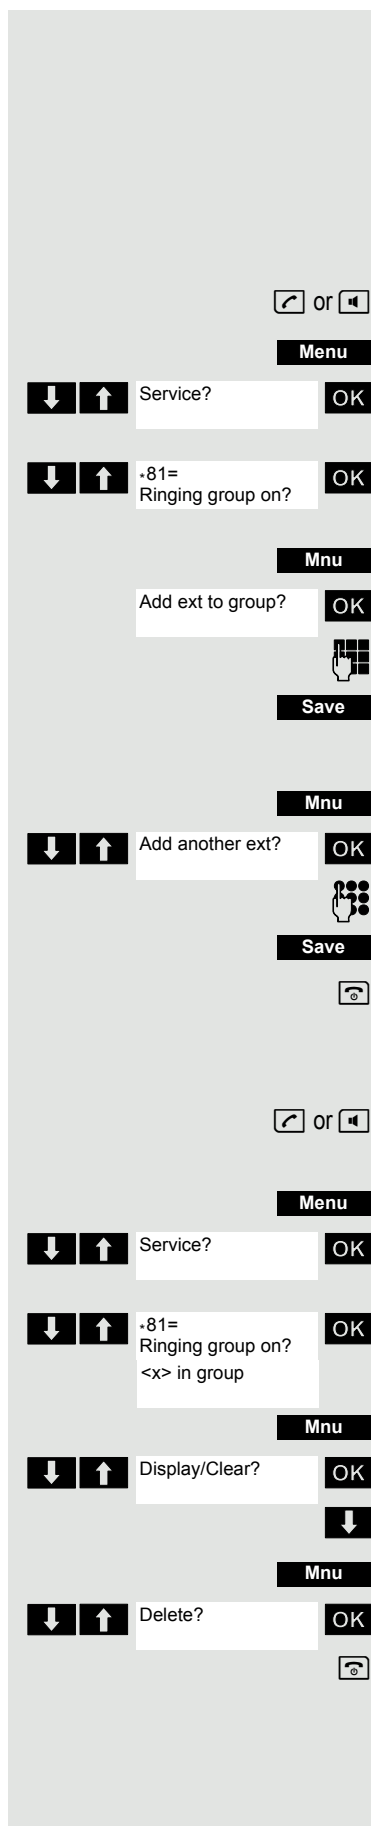 or
Menu
Service? OK
*81=
Ringing group on? OK
Mnu
Add ext to group? OK
Save
Mnu
Add another ext? OK
Save
or
Menu
Service? OK
*81=
Ringing group on? OK
<x> in group
Mnu
Display/Clear? OK
Mnu
Delete? OK